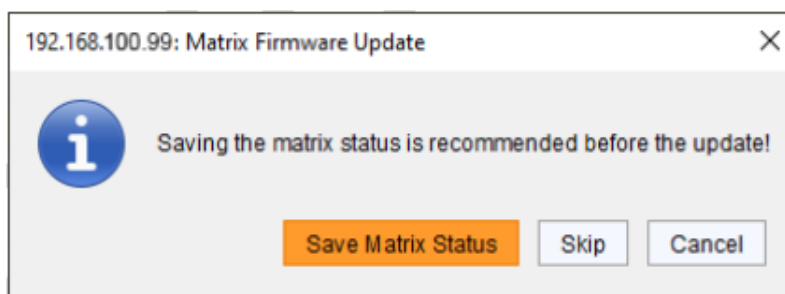 192.168.100.99: Matrix Firmware Update
Saving the matrix status is recommended before the update!
Save Matrix Status Skip Cancel